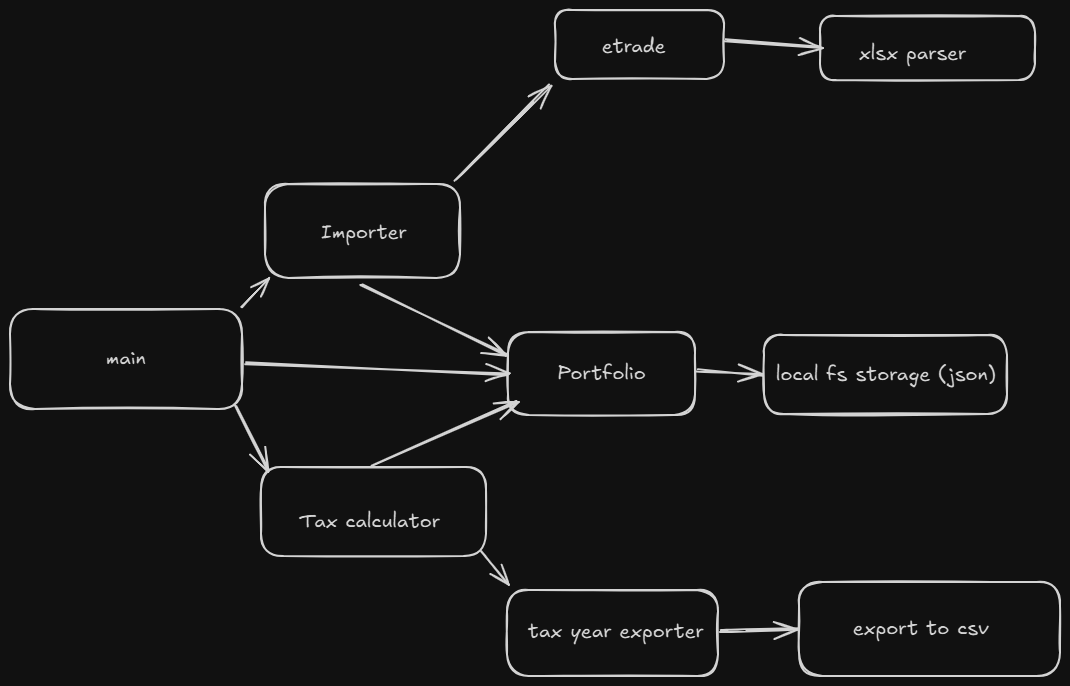 etrade
xlsx parser
Importer
main
Portfolio
local fs storage (json)
Tax calculator
tax year exporter
export to csv